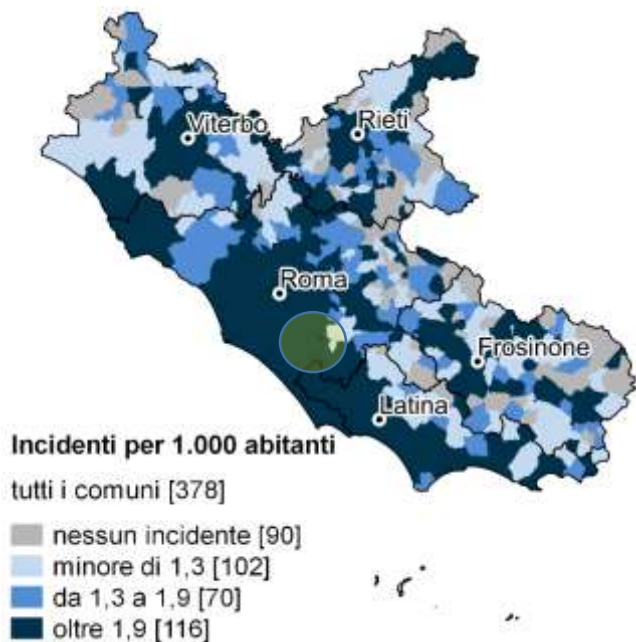 Viterbo
Rieti
Roma
Frosinone
Latina
Incidenti per 1.000 abitanti
tutti i comuni [378]
nessun incidente [90]
minore di 1,3 [102]
da 1,3 a 1,9 [70]
oltre 1,9 [116]